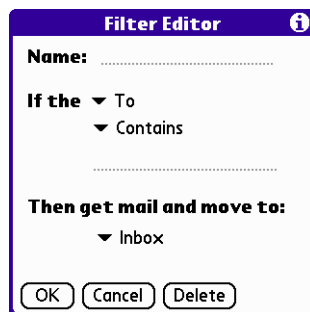 Filter Editor
Name:
If the To
Contains
Then get mail and move to:
Inbox
OK Cancel Delete